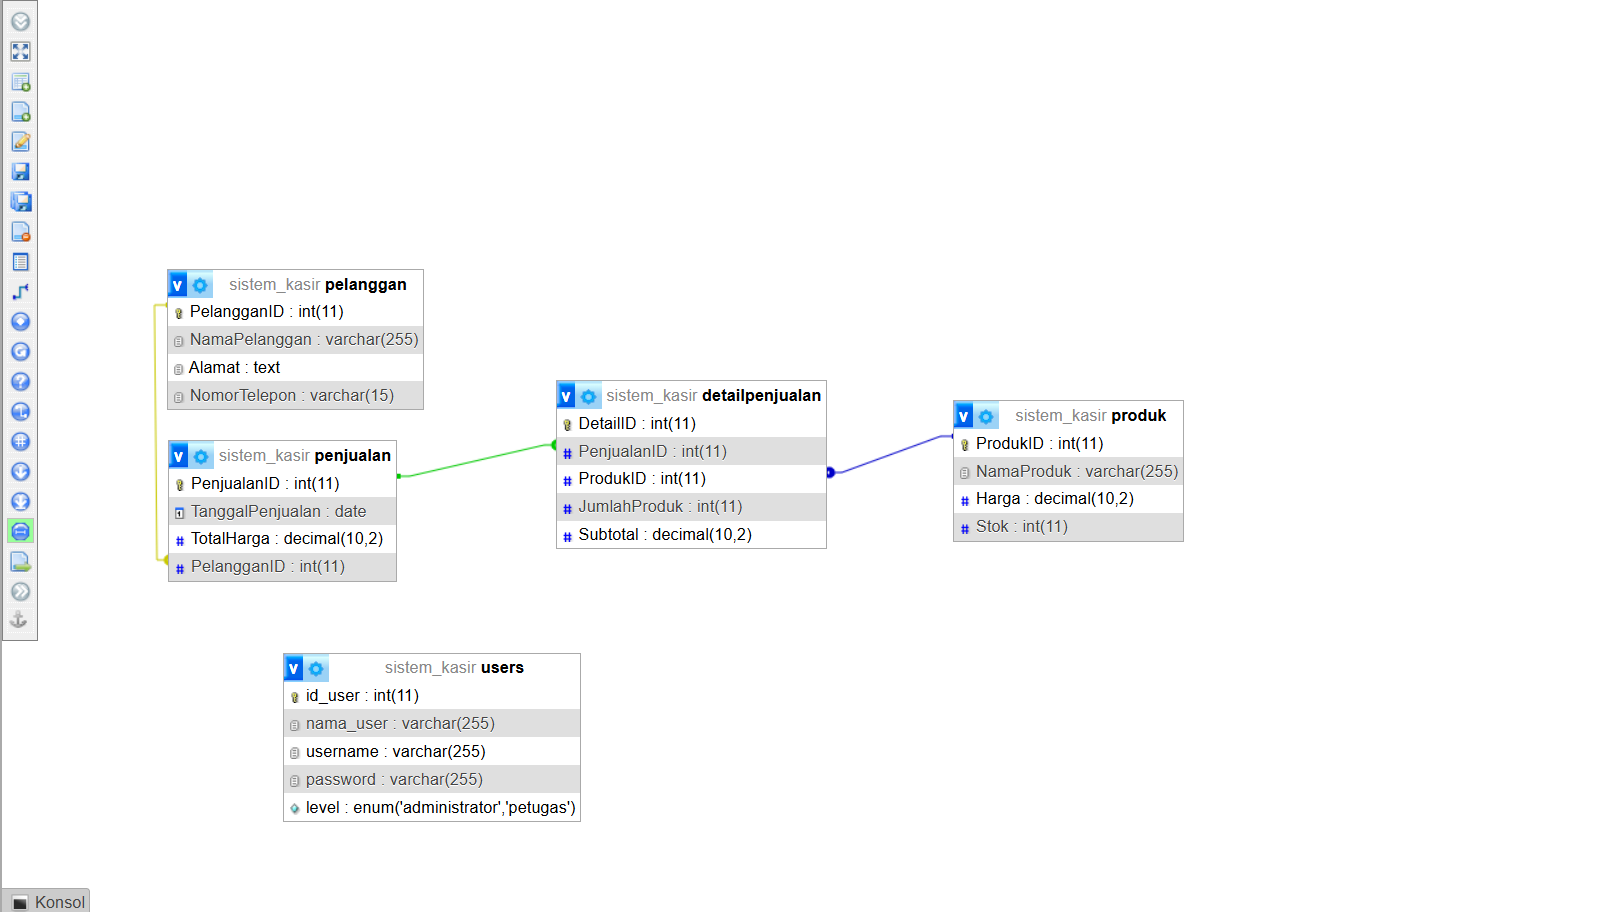 v sistem_kasir pelanggan
PelangganID : int(11)
NamaPelanggan : varchar(255)
Alamat : text
NomorTelepon : varchar(15)
v sistem_kasir penjualan
PenjualanID : int(11)
TanggalPenjualan : date
# TotalHarga : decimal(10,2)
# PelangganID : int(11)
v sistem_kasir detailpenjualan
DetailID : int(11)
# PenjualanID : int(11)
# ProdukID : int(11)
# JumlahProduk : int(11)
# Subtotal : decimal(10,2)
v sistem_kasir produk
ProdukID : int(11)
NamaProduk : varchar(255)
# Harga : decimal(10,2)
# Stok : int(11)
v sistem_kasir users
id_user : int(11)
nama_user : varchar(255)
username : varchar(255)
password : varchar(255)
level : enum('administrator','petugas')
Konsol